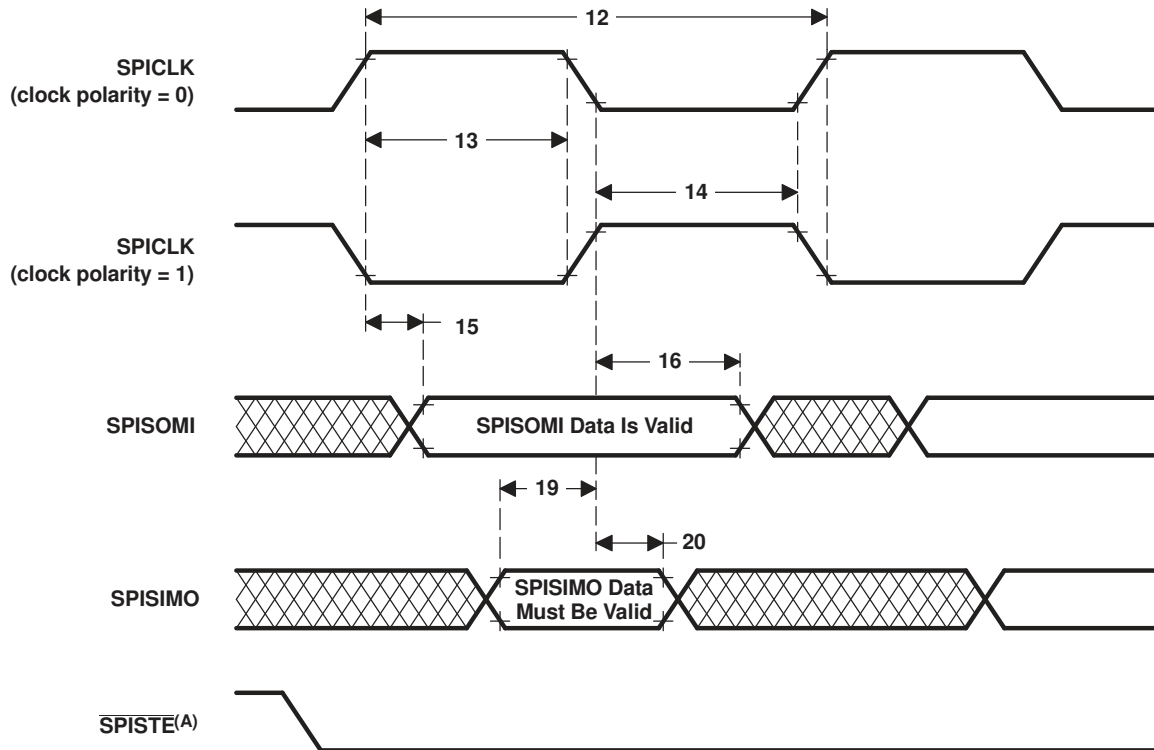 12
SPICLK
(clock polarity = 0)
13
14
SPICLK
(clock polarity = 1)
15
16
SPISOMI
SPISOMI Data Is Valid
19
20
SPISIMO
SPISIMO Data
Must Be Valid
SPISTE(A)